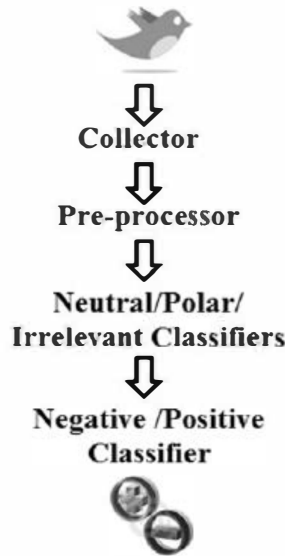 Collector
Pre-processor
Neutral/Polar/
Irrelevant Classifiers
Negative /Positive
Classifier